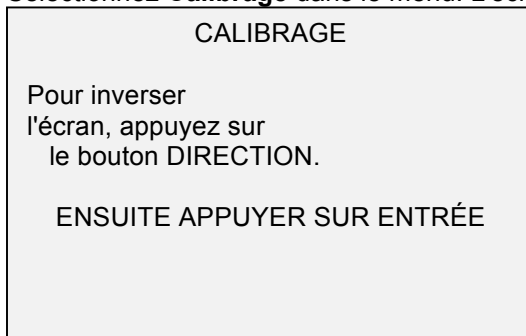 CALIBRAGE
Pour inverser
l'écran, appuyez sur
le bouton DIRECTION.
ENSUITE APPUYER SUR ENTRÉE